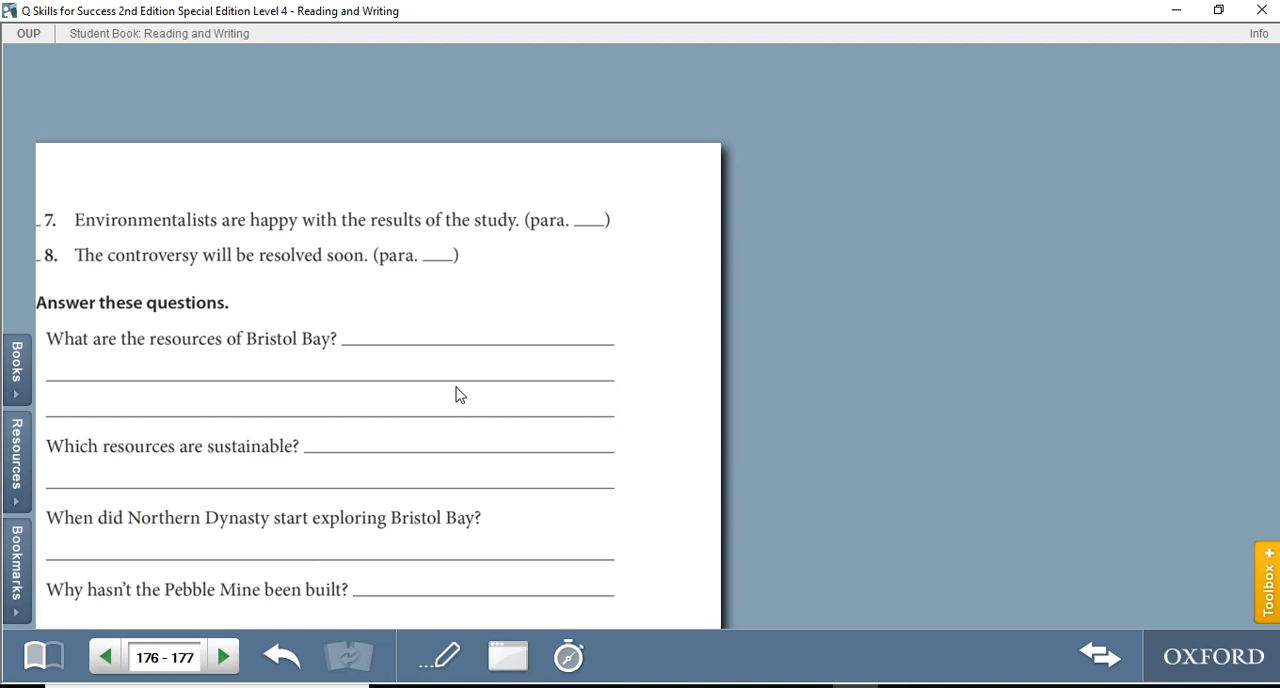 Q Skills for Success 2nd Edition Special Edition Level 4 - Reading and Writing
OUP Student Book: Reading and Writing Info
7. Environmentalists are happy with the results of the study. (para. ___)
8. The controversy will be resolved soon. (para. ___)
Answer these questions.
What are the resources of Bristol Bay?
Which resources are sustainable?
When did Northern Dynasty start exploring Bristol Bay?
Why hasn't the Pebble Mine been built?
Books
Resources
Bookmarks
Toolbox +
176 - 177
OXFORD